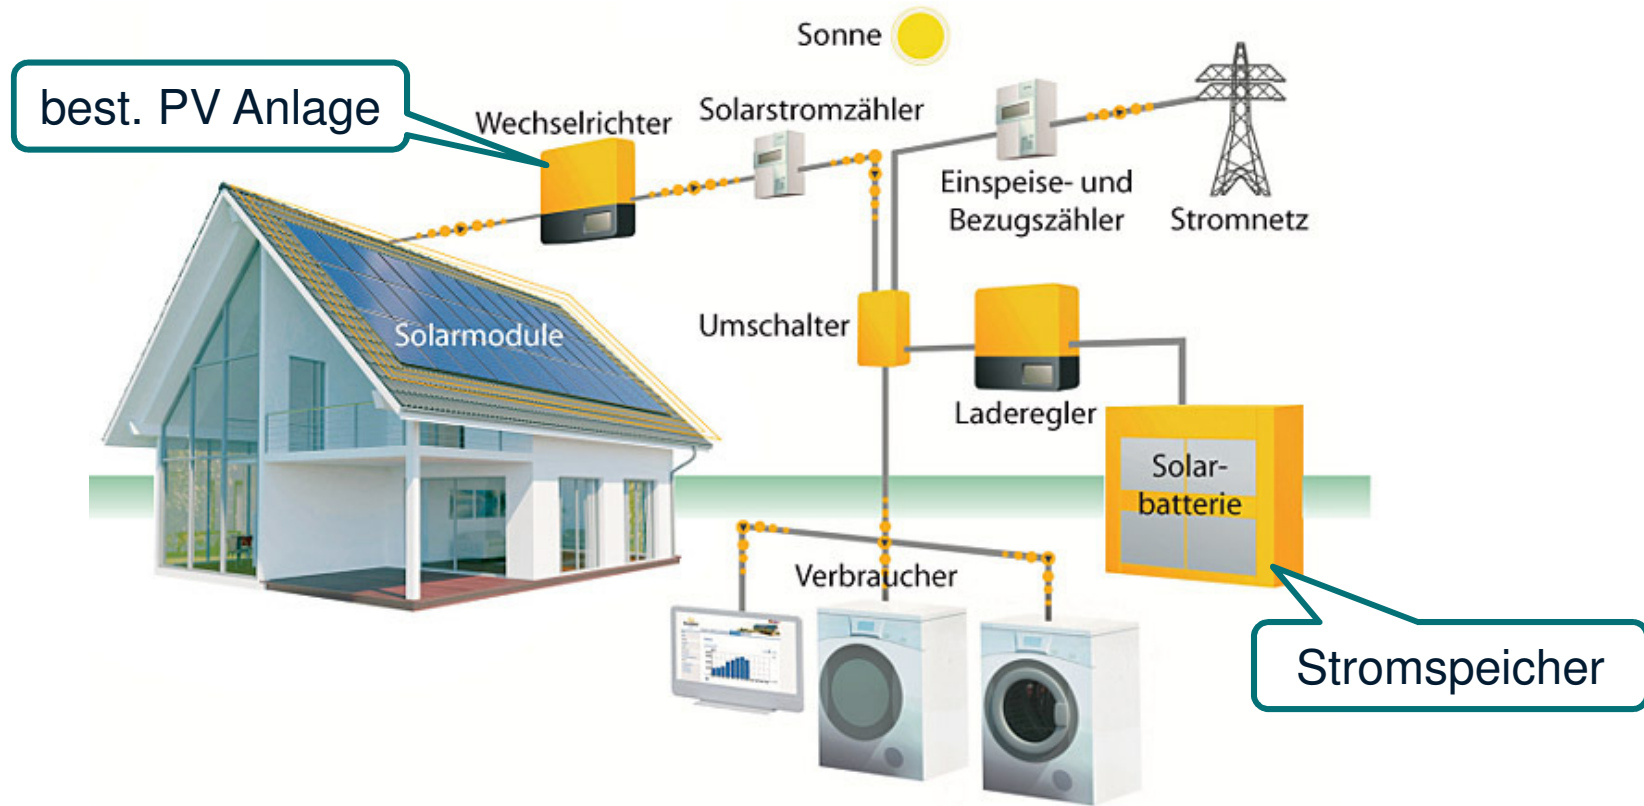 Sonne
best. PV Anlage
Wechselrichter
Solarstromzähler
Einspeise- und
Bezugszähler
Stromnetz
Solarmodule
Umschalter
Laderegler
Solar-
batterie
Verbraucher
Stromspeicher